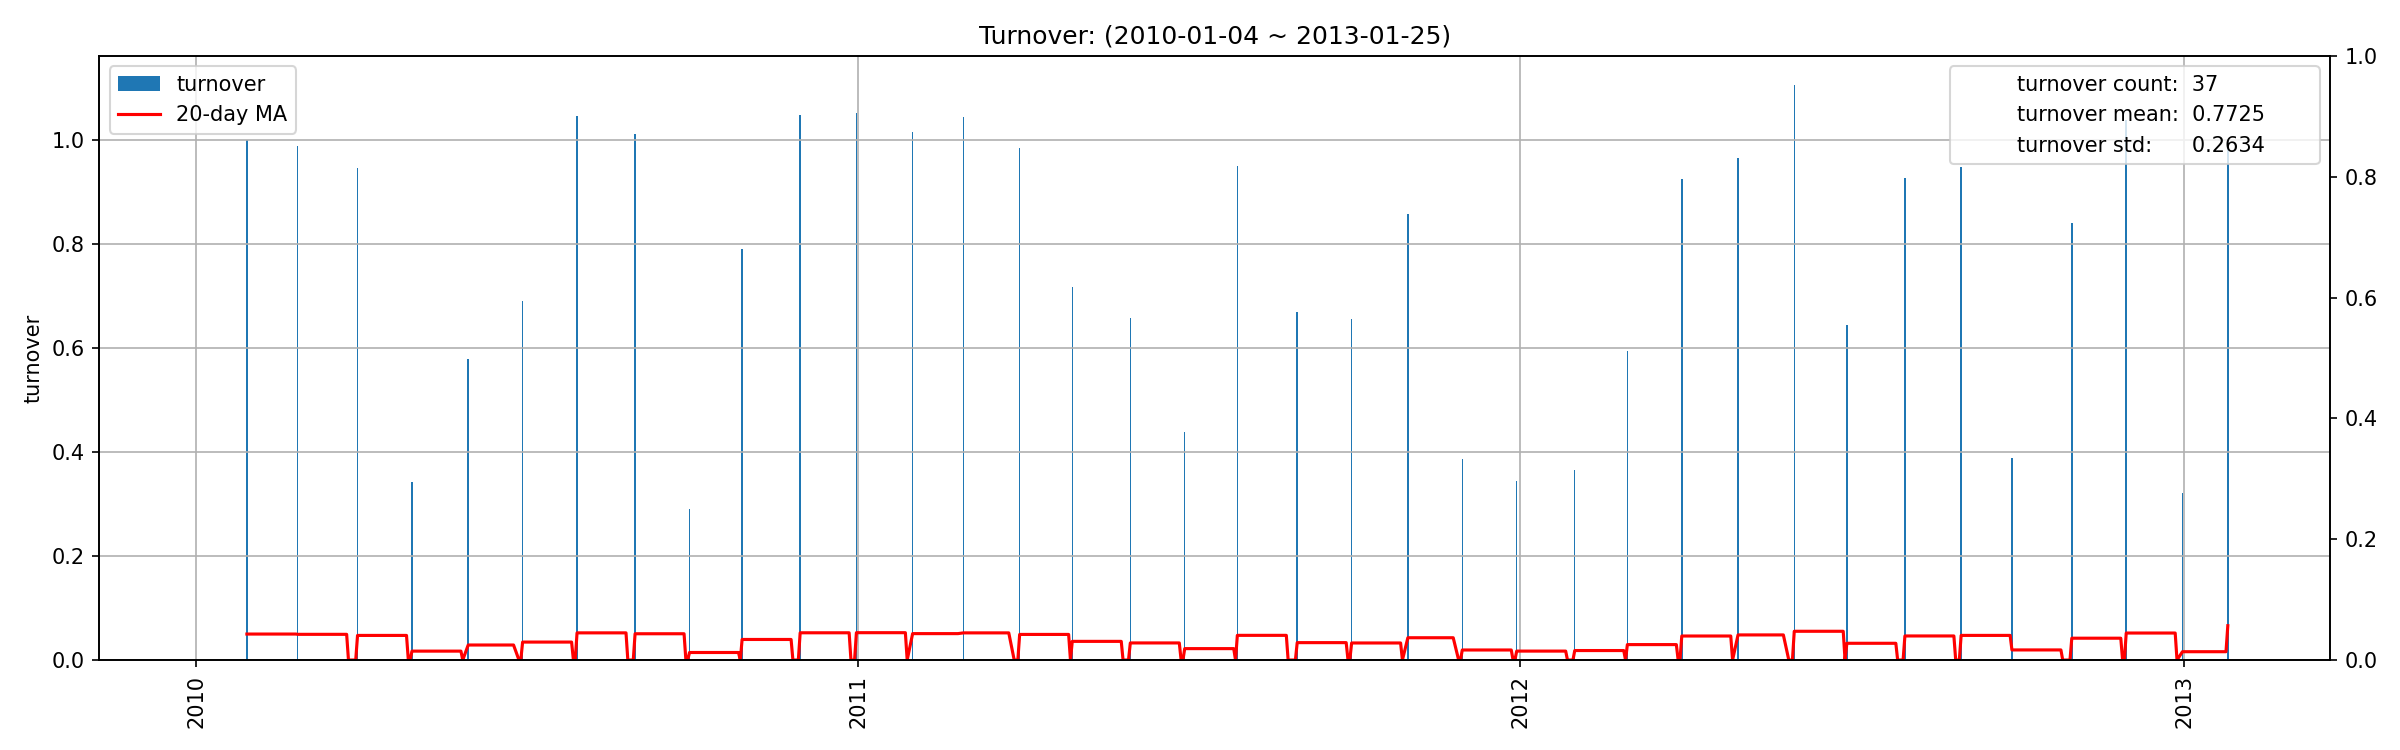 Turnover: (2010-01-04 ~ 2013-01-25)
turnover
20-day MA
turnover count: 37
turnover mean: 0.7725
turnover std: 0.2634
turnover
1.0
0.8
0.6
0.4
0.2
0.0
1.0
0.8
0.6
0.4
0.2
0.0
2010
2011
2012
2013